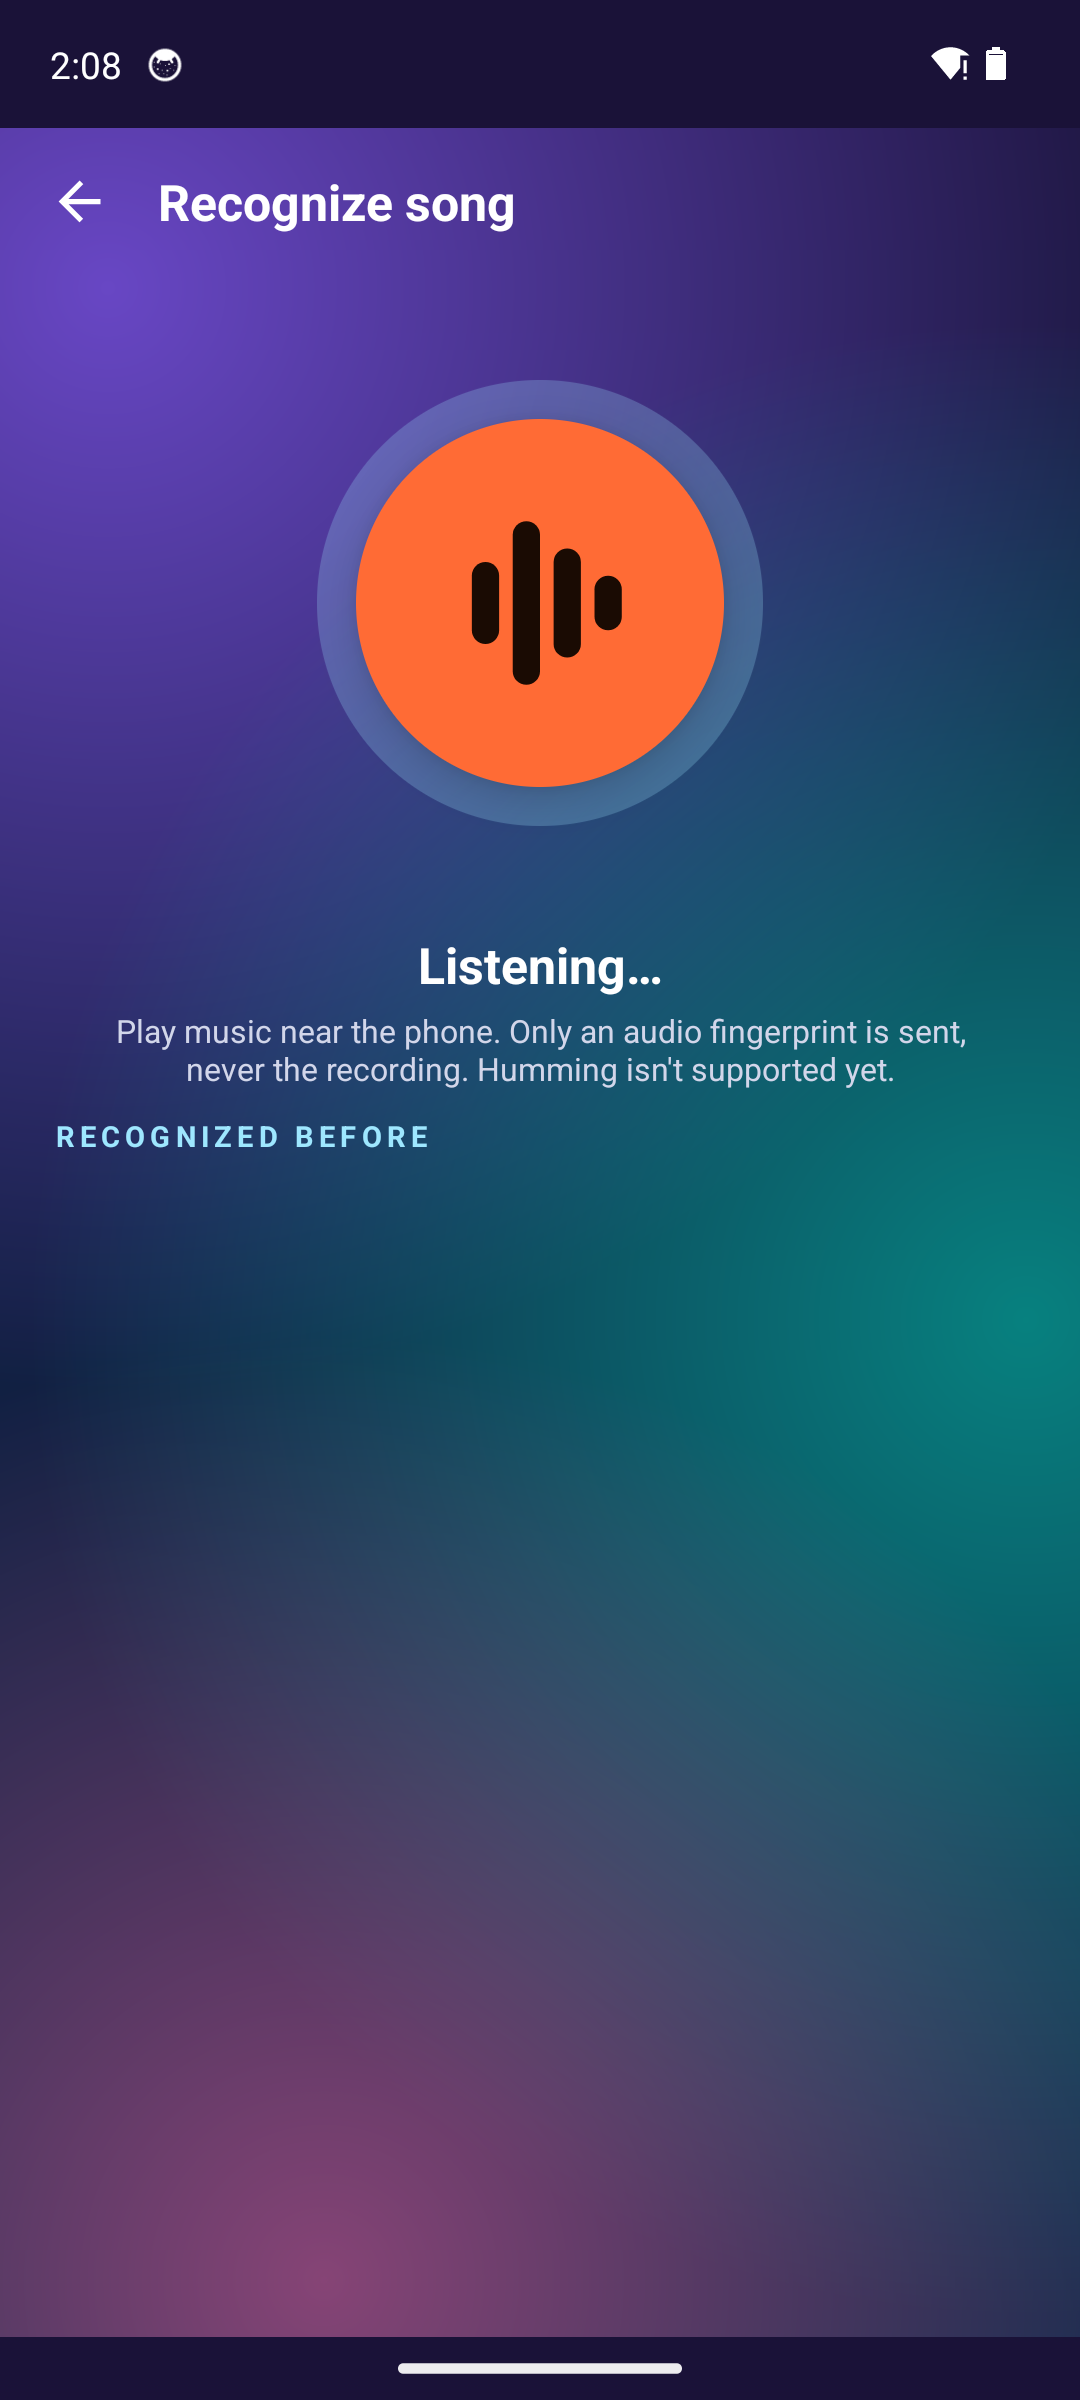 2:08
Recognize song
Listening…
Play music near the phone. Only an audio fingerprint is sent,
never the recording. Humming isn't supported yet.
RECOGNIZED BEFORE